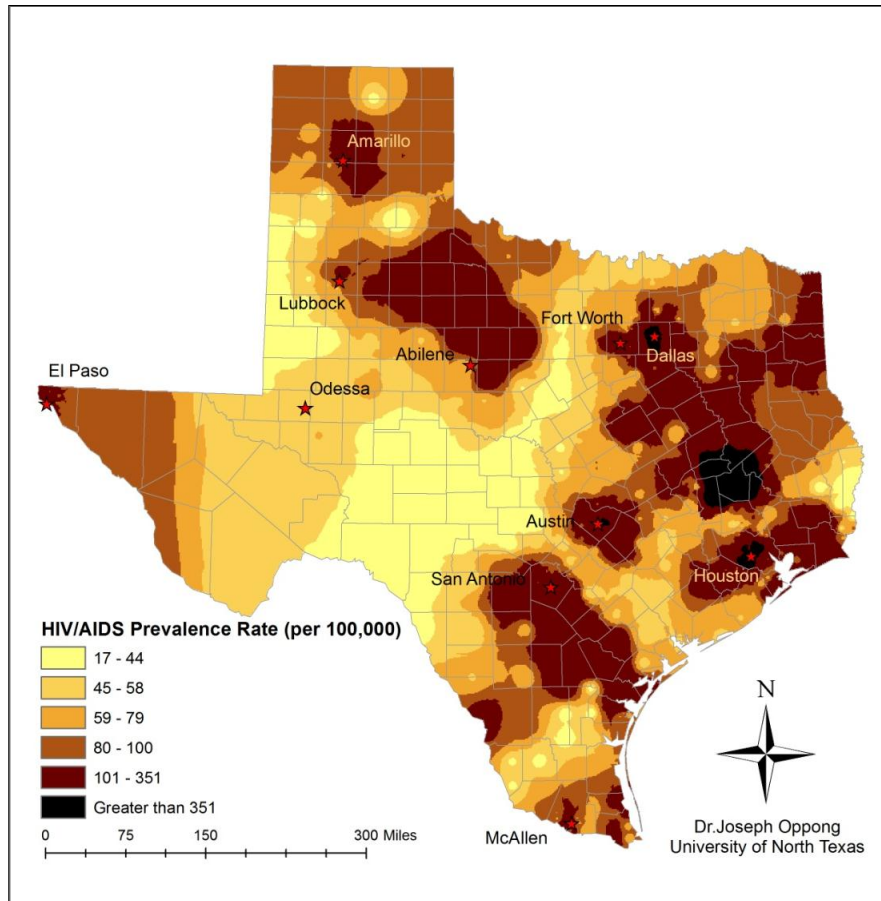 Amarillo
Lubbock
Fort Worth
Dallas
Abilene
El Paso
Odessa
Austin
San Antonio
Houston
HIV/AIDS Prevalence Rate (per 100,000)
17 - 44
45 - 58
59 - 79
80 - 100
101 - 351
Greater than 351
0 75 150 300 Miles
McAllen
N
Dr.Joseph Oppong
University of North Texas